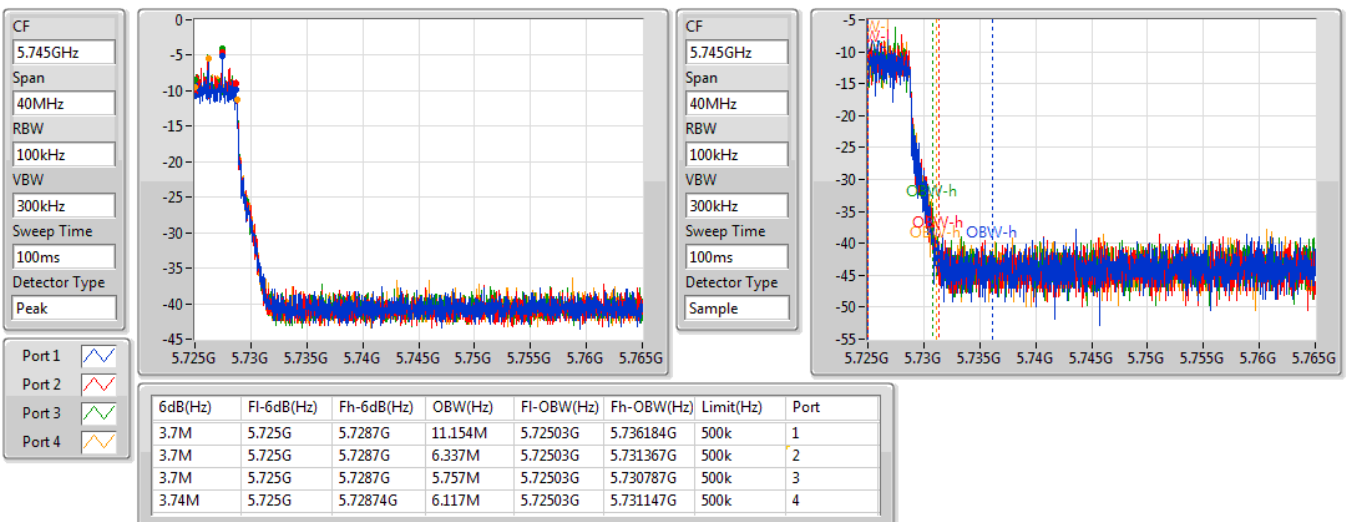 CF
5.745GHz
Span
40MHz
RBW
100kHz
VBW
300kHz
Sweep Time
100ms
Detector Type
Peak
0
-5
-10
-15
-20
-25
-30
-35
-40
-45
5.725G 5.73G 5.735G 5.74G 5.745G 5.75G 5.755G 5.76G 5.765G
CF
5.745GHz
Span
40MHz
RBW
100kHz
VBW
300kHz
Sweep Time
100ms
Detector Type
Sample
-5
-10
-15
-20
-25
-30
-35
-40
-45
-50
-55
OBW-h
OBW-h
OBW-h OBW-h
5.725G 5.73G 5.735G 5.74G 5.745G 5.75G 5.755G 5.76G 5.765G
Port 1
Port 2
Port 3
Port 4
6dB(Hz) Fl-6dB(Hz) Fh-6dB(Hz) OBW(Hz) Fl-OBW(Hz) Fh-OBW(Hz) Limit(Hz) Port
3.7M 5.725G 5.7287G 11.154M 5.72503G 5.736184G 500k 1
3.7M 5.725G 5.7287G 6.337M 5.72503G 5.731367G 500k 2
3.7M 5.725G 5.7287G 5.757M 5.72503G 5.730787G 500k 3
3.74M 5.725G 5.72874G 6.117M 5.72503G 5.731147G 500k 4